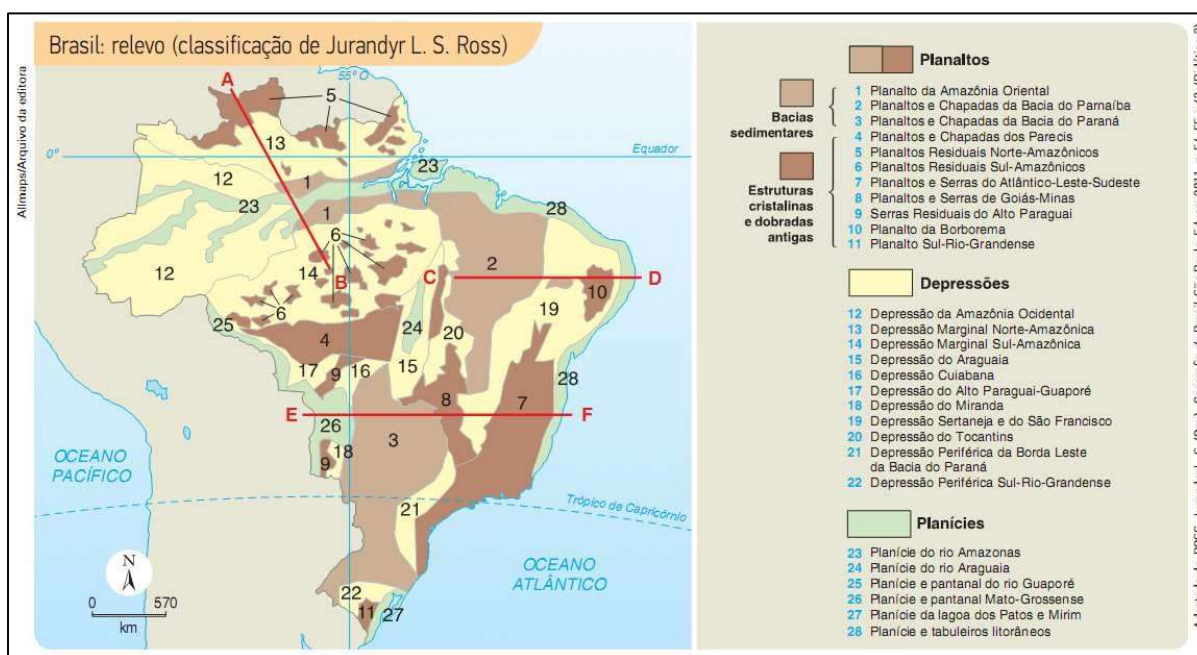 Brasil: relevo (classificação de Jurandyr L. S. Ross)
Allmaps/Arquivo da editora
55º O
A
5
13
0º
Equador
12
1
23
23
1
28
6
12
14
B
C
2
D
10
6
19
25
24
20
4
17
9
16
15
28
8
7
E
F
26
3
18
9
OCEANO
PACÍFICO
Trópico de Capricórnio
21
N
OCEANO
ATLÂNTICO
22
11
27
0 570
km
Planaltos
Bacias
sedimentares
1 Planalto da Amazônia Oriental
2 Planaltos e Chapadas da Bacia do Parnaíba
3 Planaltos e Chapadas da Bacia do Paraná
Estruturas
cristalinas
e dobradas
antigas
4 Planaltos e Chapadas dos Parecis
5 Planaltos Residuais Norte-Amazônicos
6 Planaltos Residuais Sul-Amazônicos
7 Planaltos e Serras do Atlântico-Leste-Sudeste
8 Planaltos e Serras de Goiás-Minas
9 Serras Residuais do Alto Paraguai
10 Planalto da Borborema
11 Planalto Sul-Rio-Grandense
Depressões
12 Depressão da Amazônia Ocidental
13 Depressão Marginal Norte-Amazônica
14 Depressão Marginal Sul-Amazônica
15 Depressão do Araguaia
16 Depressão Cuiabana
17 Depressão do Alto Paraguai-Guaporé
18 Depressão do Miranda
19 Depressão Sertaneja e do São Francisco
20 Depressão do Tocantins
21 Depressão Periférica da Borda Leste
da Bacia do Paraná
22 Depressão Periférica Sul-Rio-Grandense
Planícies
23 Planície do rio Amazonas
24 Planície do rio Araguaia
25 Planície e pantanal do rio Guaporé
26 Planície e pantanal Mato-Grossense
27 Planície da lagoa dos Patos e Mirim
28 Planície e tabuleiros litorâneos